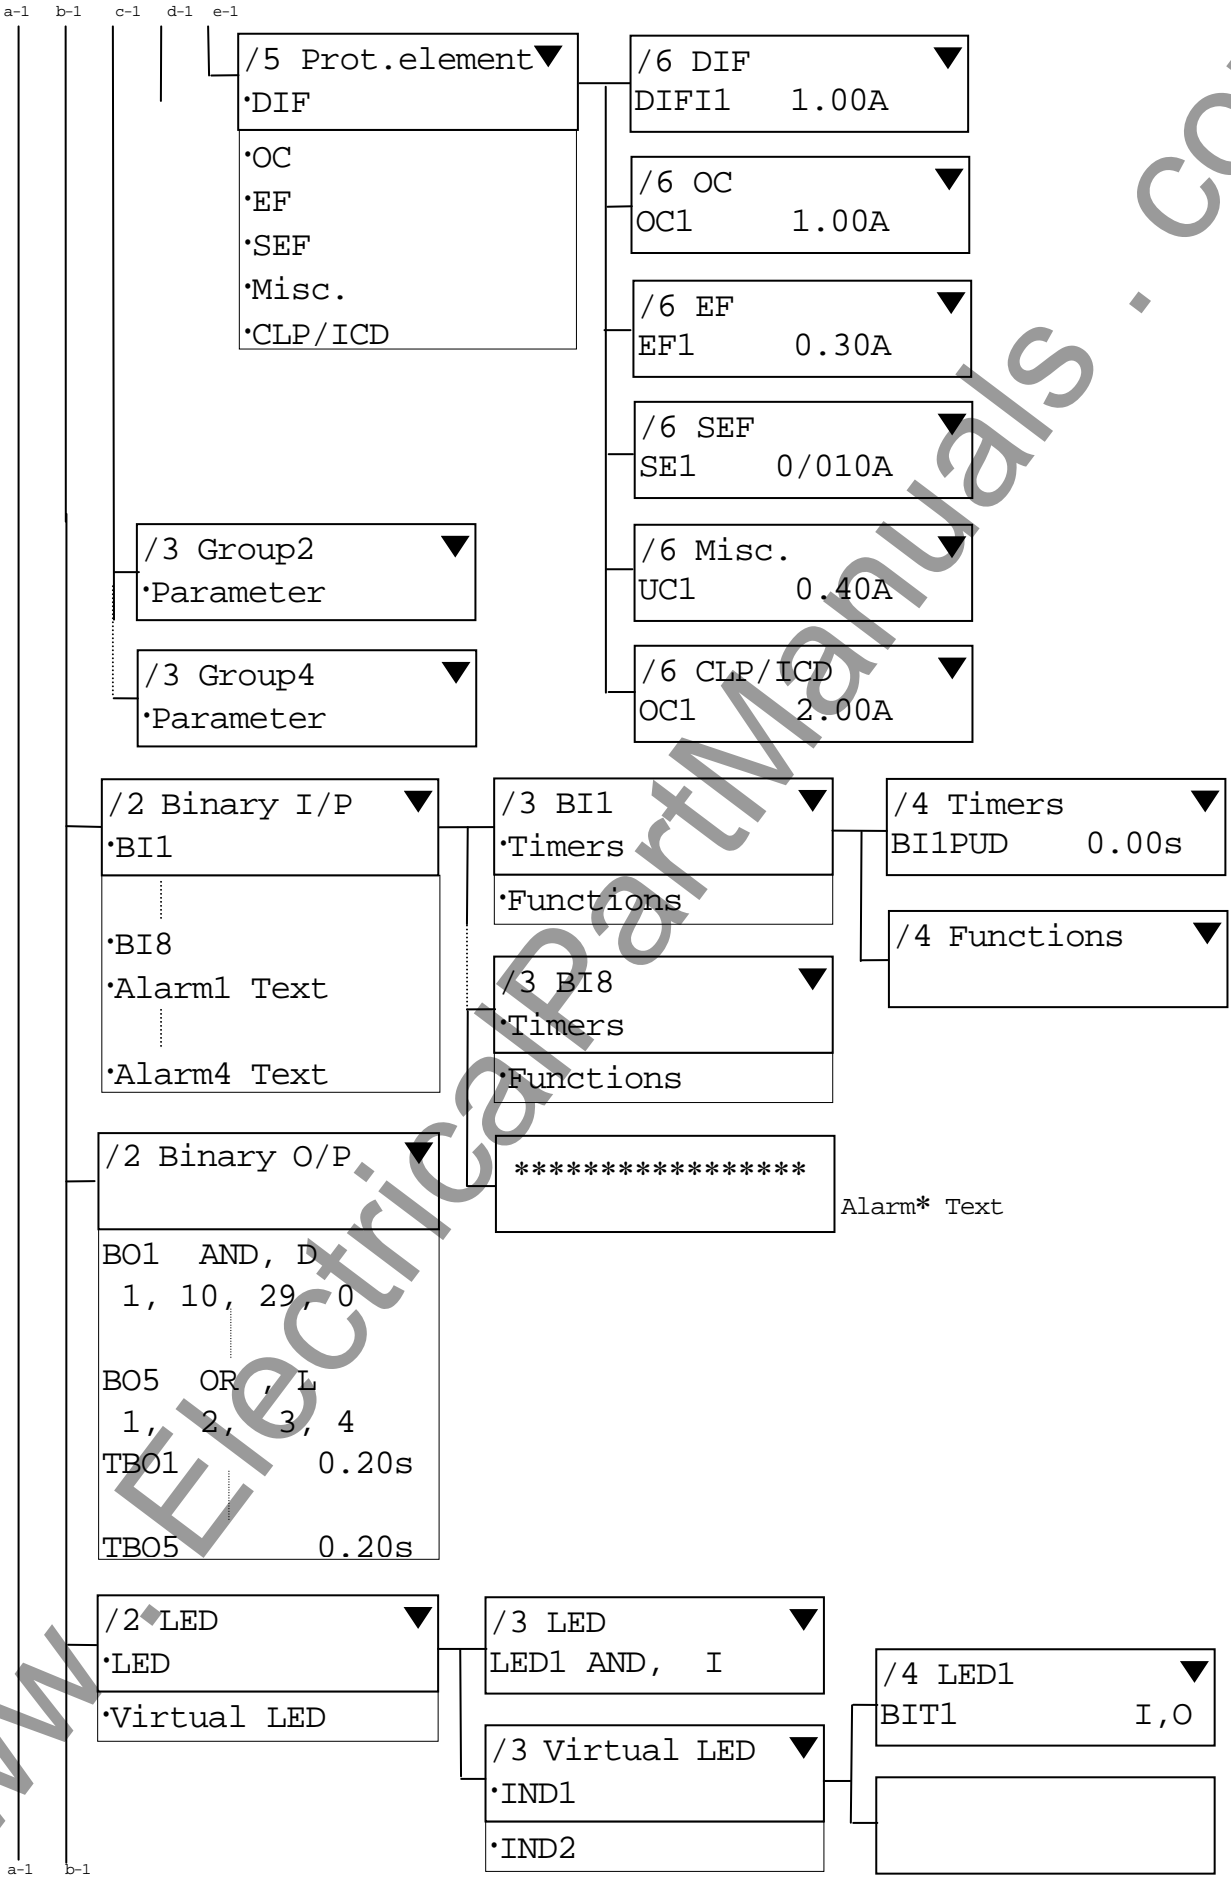 a-1 b-1 c-1 d-1 e-1
/5 Prot.element▼
·DIF
·OC
·EF
·SEF
·Misc.
·CLP/ICD
/6 DIF ▼
DIFI1 1.00A
/6 OC ▼
OC1 1.00A
/6 EF ▼
EF1 0.30A
/6 SEF ▼
SE1 0/010A
/6 Misc. ▼
UC1 0.40A
/6 CLP/ICD ▼
OC1 2.00A
/3 Group2 ▼
·Parameter
/3 Group4 ▼
·Parameter
/2 Binary I/P ▼
·BI1
·BI8
·Alarm1 Text
·Alarm4 Text
/3 BI1 ▼
·Timers
·Functions
/3 BI8 ▼
·Timers
·Functions
*****************
Alarm* Text
/4 Timers ▼
BI1PUD 0.00s
/4 Functions ▼
/2 Binary O/P ▼
BO1 AND, D
1, 10, 29, 0
BO5 OR , L
1, 2, 3, 4
TBO1 0.20s
TBO5 0.20s
/2 LED ▼
·LED
·Virtual LED
/3 LED ▼
LED1 AND, I
/3 Virtual LED ▼
·IND1
·IND2
/4 LED1 ▼
BIT1 I,O
a-1 b-1
ElectricalPartManuals . co